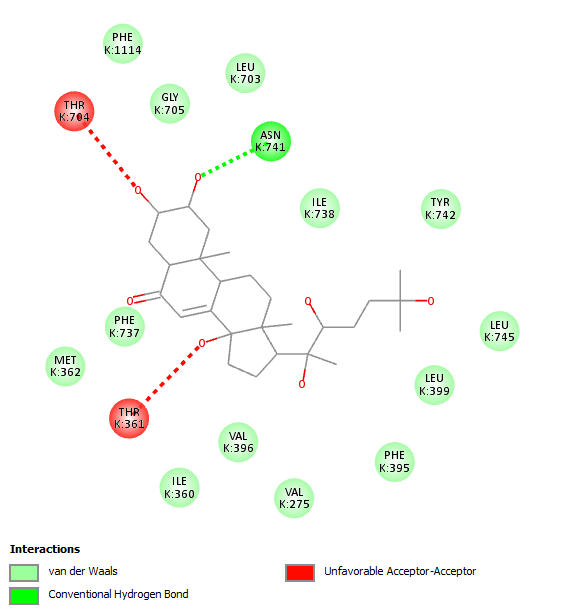 PHE
K:1114
LEU
K:703
THR
K:704
GLY
K:705
ASN
K:741
O
O
ILE
K:738
TYR
K:742
O
O
O
PHE
K:737
LEU
K:745
O
MET
K:362
O
LEU
K:399
THR
K:361
VAL
K:396
PHE
K:395
ILE
K:360
VAL
K:275
Interactions
van der Waals
Unfavorable Acceptor-Acceptor
Conventional Hydrogen Bond